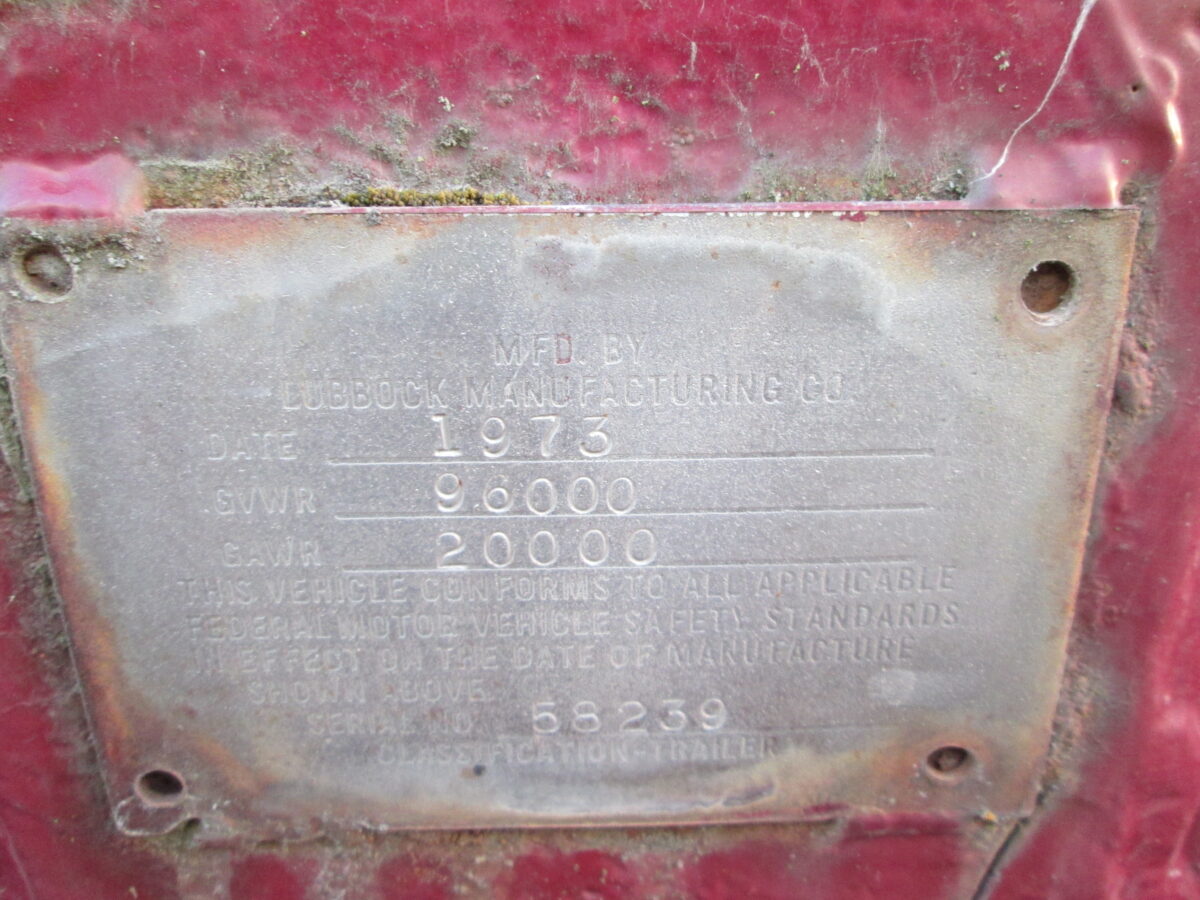 MFD. BY
LUBBOCK MANUFACTURING CO.
DATE 1973
GVWR 96000
GAWR 20000
THIS VEHICLE CONFORMS TO ALL APPLICABLE
FEDERAL MOTOR VEHICLE SAFETY STANDARDS
IN EFFECT ON THE DATE OF MANUFACTURE
SHOWN ABOVE.
SERIAL NO 58239
CLASSIFICATION-TRAILER